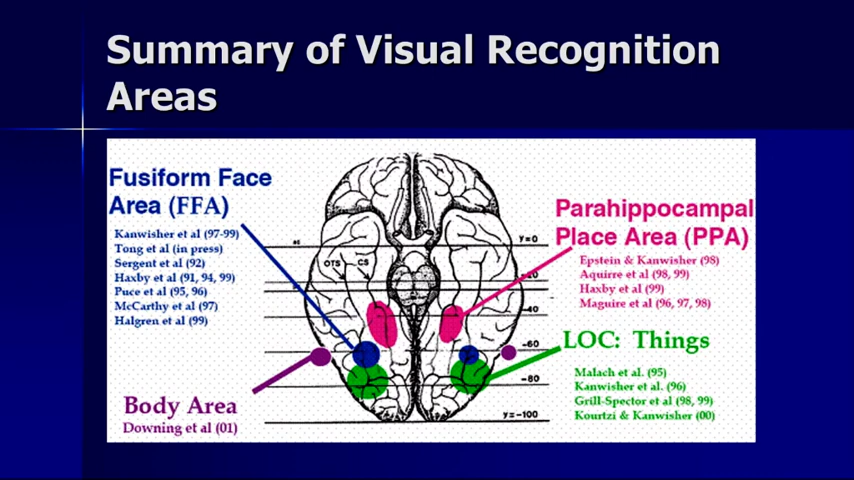 Summary of Visual Recognition
Areas
Fusiform Face
Area (FFA)
Kanwisher et al (97-99)
Tong et al (in press)
Sergent et al (92)
Haxby et al (91, 94, 99)
Puce et al (95, 96)
McCarthy et al (97)
Halgren et al (99)
Parahippocampal
Place Area (PPA)
Epstein & Kanwisher (98)
Aquirre et al (98, 99)
Haxby et al (99)
Maguire et al (96, 97, 98)
y=0
OTS
CS
-20
-40
-60
-80
y=-100
LOC: Things
Malach et al. (95)
Kanwisher et al. (96)
Grill-Spector et al (98, 99)
Kourtzi & Kanwisher (00)
Body Area
Downing et al (01)